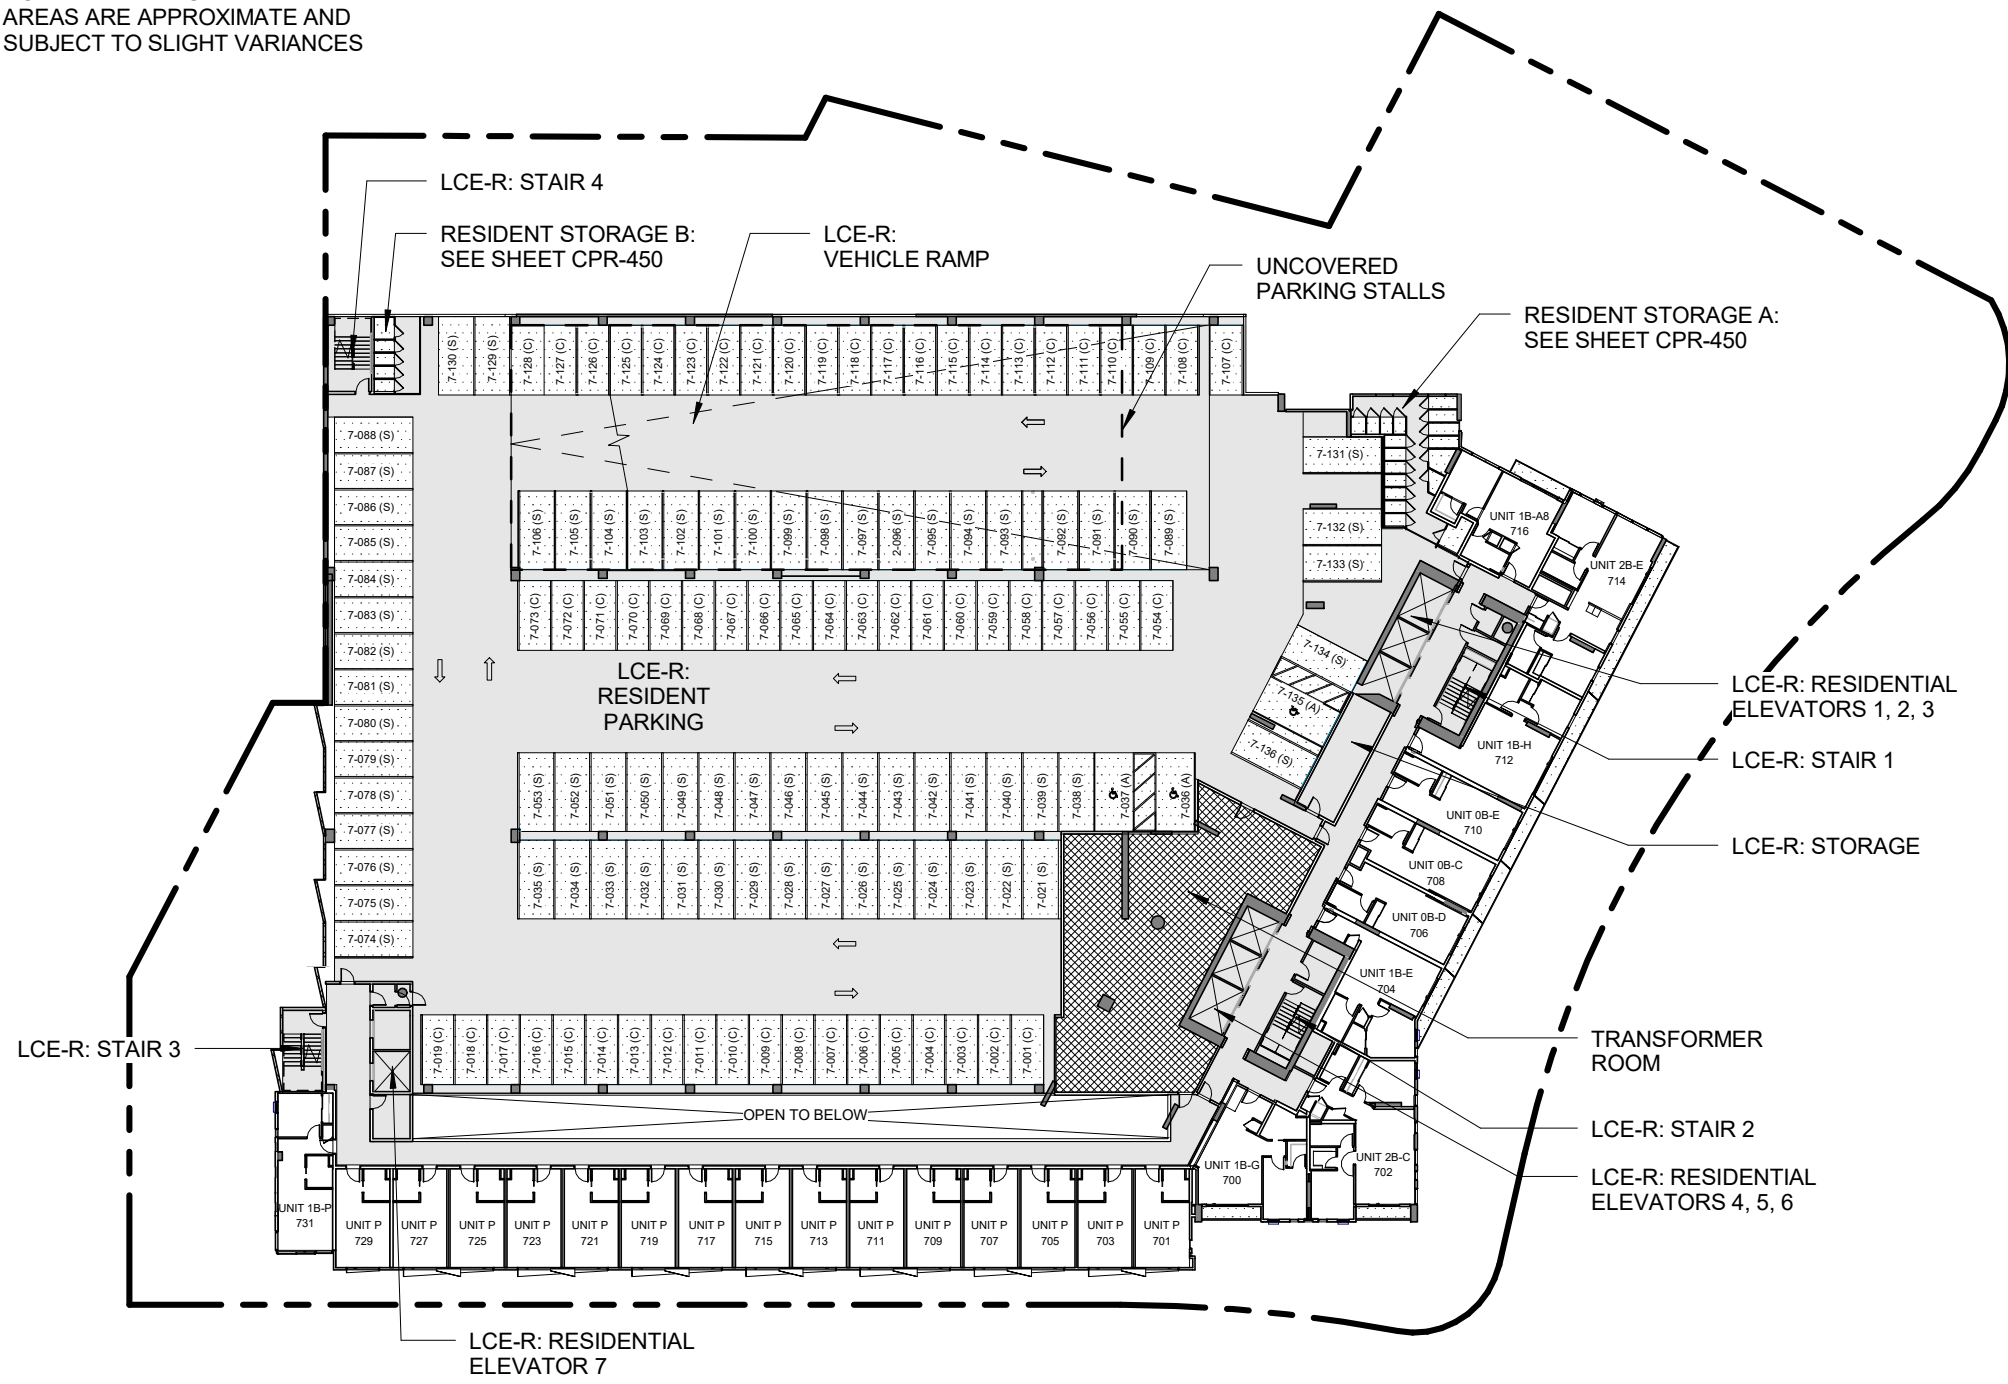 AREAS ARE APPROXIMATE AND
SUBJECT TO SLIGHT VARIANCES
LCE-R: STAIR 4
RESIDENT STORAGE B:
SEE SHEET CPR-450
LCE-R:
VEHICLE RAMP
UNCOVERED
PARKING STALLS
RESIDENT STORAGE A:
SEE SHEET CPR-450
7-130 (S)
7-129 (S)
7-128 (C)
7-127 (C)
7-126 (C)
7-125 (C)
7-124 (C)
7-123 (C)
7-122 (C)
7-121 (C)
7-120 (C)
7-119 (C)
7-118 (C)
7-117 (C)
7-116 (C)
7-115 (C)
7-114 (C)
7-113 (C)
7-112 (C)
7-111 (C)
7-110 (C)
7-109 (C)
7-108 (C)
7-107 (C)
7-088 (S)
7-087 (S)
7-086 (S)
7-085 (S)
7-084 (S)
7-083 (S)
7-082 (S)
7-081 (S)
7-080 (S)
7-079 (S)
7-078 (S)
7-077 (S)
7-076 (S)
7-075 (S)
7-074 (S)
7-106 (S)
7-105 (S)
7-104 (S)
7-103 (S)
7-102 (S)
7-101 (S)
7-100 (S)
7-099 (S)
7-098 (S)
7-097 (S)
2-096 (S)
7-095 (S)
7-094 (S)
7-093 (S)
7-092 (S)
7-091 (S)
7-090 (S)
7-089 (S)
7-131 (S)
7-132 (S)
7-133 (S)
7-134 (S)
7-135 (A)
7-136 (S)
7-073 (C)
7-072 (C)
7-071 (C)
7-070 (C)
7-069 (C)
7-068 (C)
7-067 (C)
7-066 (C)
7-065 (C)
7-064 (C)
7-063 (C)
7-062 (C)
7-061 (C)
7-060 (C)
7-059 (C)
7-058 (C)
7-057 (C)
7-056 (C)
7-055 (C)
7-054 (C)
LCE-R:
RESIDENT
PARKING
7-053 (S)
7-052 (S)
7-051 (S)
7-050 (S)
7-049 (S)
7-048 (S)
7-047 (S)
7-046 (S)
7-045 (S)
7-044 (S)
7-043 (S)
7-042 (S)
7-041 (S)
7-040 (S)
7-039 (S)
7-038 (S)
7-037 (A)
7-036 (A)
7-035 (S)
7-034 (S)
7-033 (S)
7-032 (S)
7-031 (S)
7-030 (S)
7-029 (S)
7-028 (S)
7-027 (S)
7-026 (S)
7-025 (S)
7-024 (S)
7-023 (S)
7-022 (S)
7-021 (S)
7-019 (C)
7-018 (C)
7-017 (C)
7-016 (C)
7-015 (C)
7-014 (C)
7-013 (C)
7-012 (C)
7-011 (C)
7-010 (C)
7-009 (C)
7-008 (C)
7-007 (C)
7-006 (C)
7-005 (C)
7-004 (C)
7-003 (C)
7-002 (C)
7-001 (C)
UNIT 1B-A8
716
UNIT 2B-E
714
UNIT 1B-H
712
UNIT 0B-E
710
UNIT 0B-C
708
UNIT 0B-D
706
UNIT 1B-E
704
UNIT 2B-C
702
UNIT 1B-G
700
LCE-R: RESIDENTIAL
ELEVATORS 1, 2, 3
LCE-R: STAIR 1
LCE-R: STORAGE
TRANSFORMER
ROOM
LCE-R: STAIR 2
LCE-R: RESIDENTIAL
ELEVATORS 4, 5, 6
LCE-R: STAIR 3
OPEN TO BELOW
UNIT 1B-P
731
UNIT P
729
UNIT P
727
UNIT P
725
UNIT P
723
UNIT P
721
UNIT P
719
UNIT P
717
UNIT P
715
UNIT P
713
UNIT P
711
UNIT P
709
UNIT P
707
UNIT P
705
UNIT P
703
UNIT P
701
LCE-R: RESIDENTIAL
ELEVATOR 7